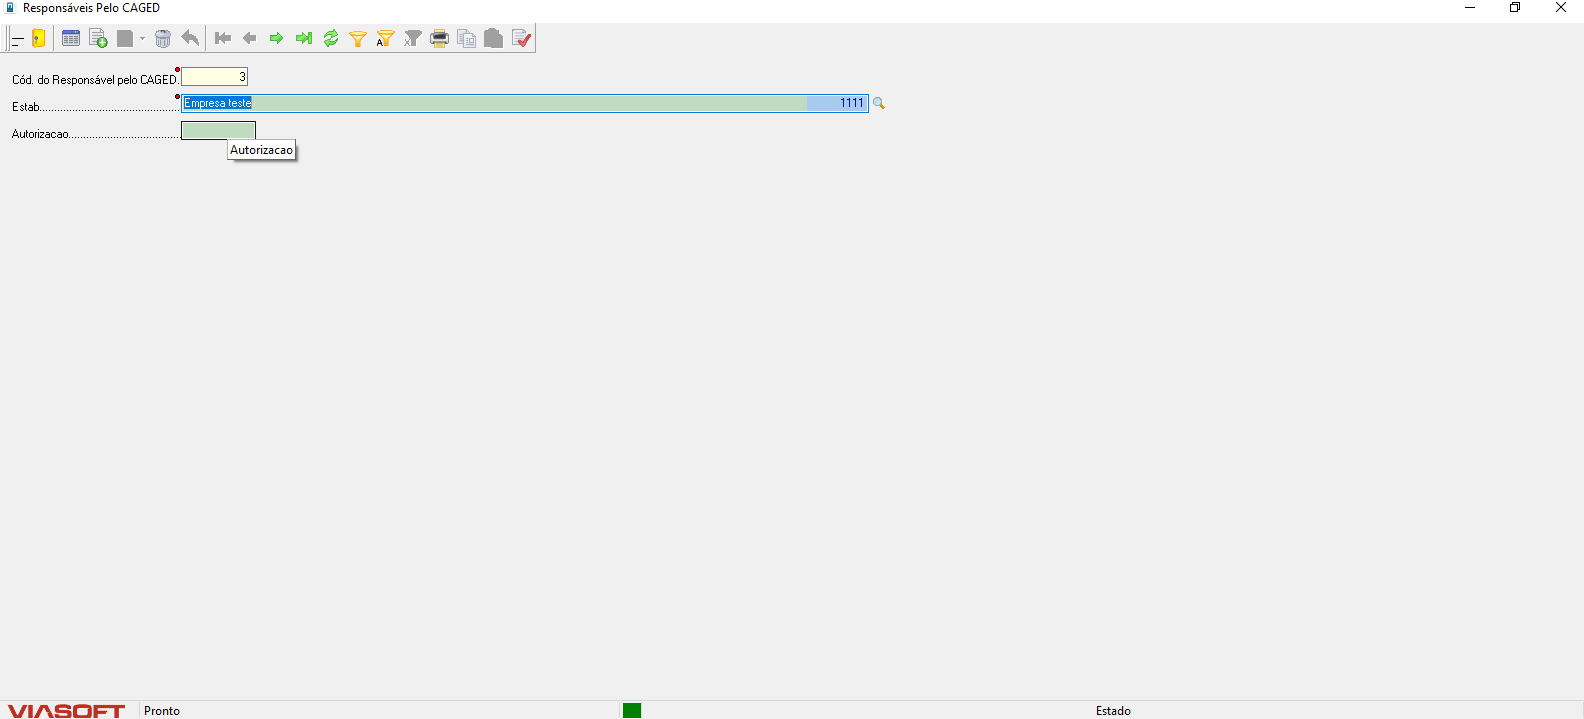 Responsáveis Pelo CAGED
A
Cód. do Responsável pelo CAGED. 3
Estab............................................... Empresa teste 1111
Autorizacao......................................
Autorizacao
VIASOFT Pronto Estado